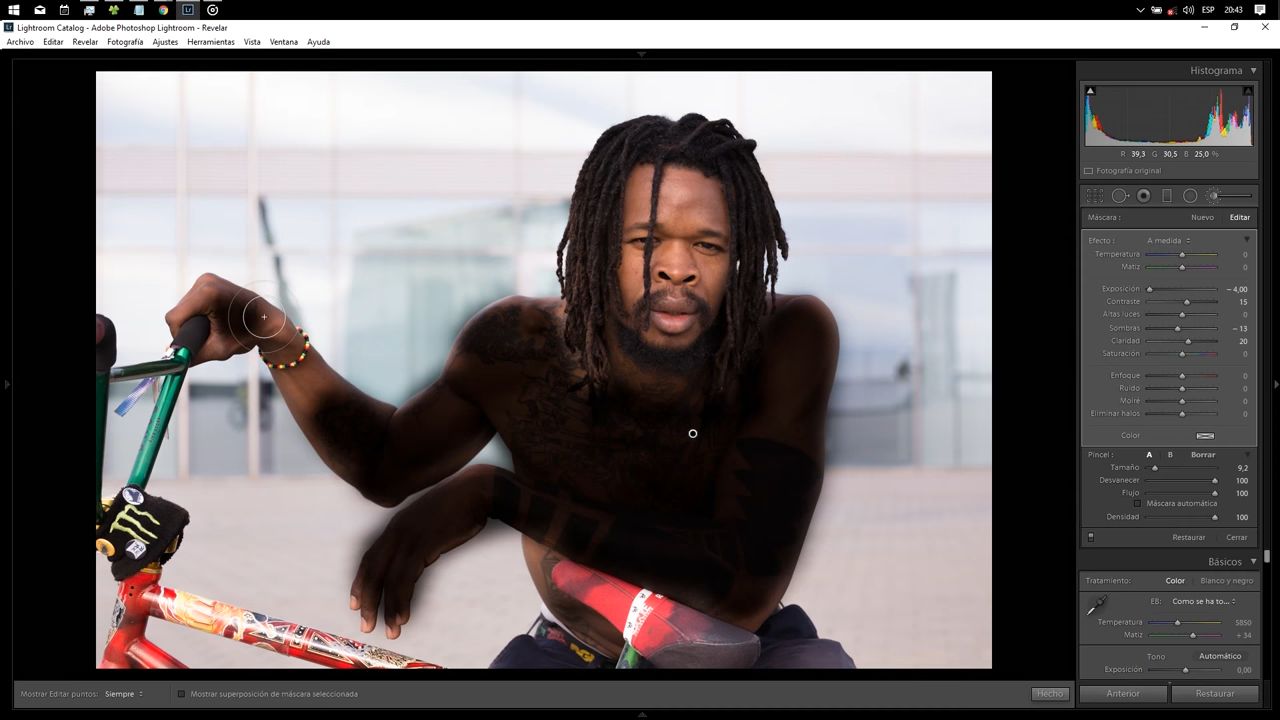 ESP 20:43
Lightroom Catalog - Adobe Photoshop Lightroom - Revelar
Archivo Editar Revelar Fotografía Ajustes Herramientas Vista Ventana Ayuda
Histograma
R 39,3 G 30,5 B 25,0 %
Fotografía original
Máscara : Nuevo Editar
Efecto : A medida
Temperatura 0
Matiz 0
Exposición – 4,00
Contraste 15
Altas luces 0
Sombras – 13
Claridad 20
Saturación 0
Enfoque 0
Ruido 0
Moiré 0
Eliminar halos 0
Color
Pincel : A B Borrar
Tamaño 9,2
Desvanecer 100
Flujo 100
Máscara automática
Densidad 100
Restaurar Cerrar
Básicos
Tratamiento: Color Blanco y negro
EB: Como se ha to...
Temperatura 5850
Matiz + 34
Tono Automático
Exposición 0,00
Mostrar Editar puntos: Siempre Mostrar superposición de máscara seleccionada Hecho
Anterior Restaurar